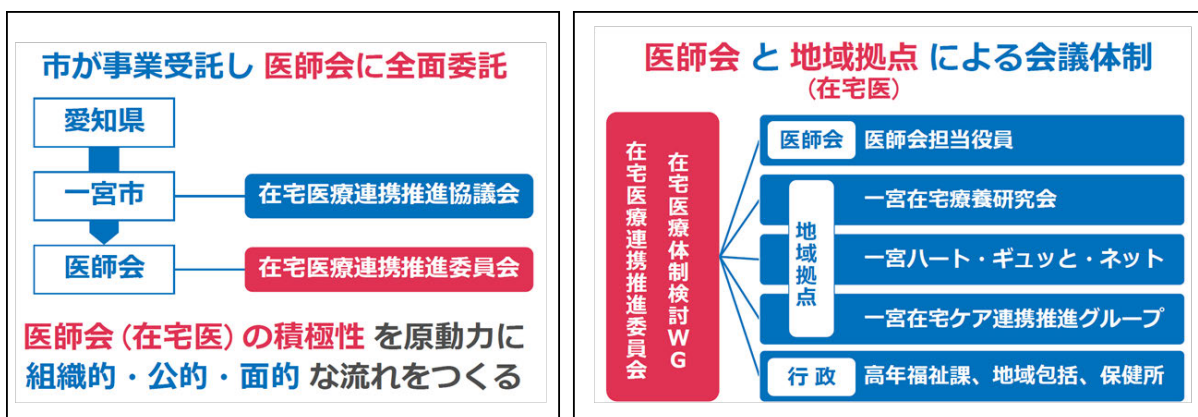 市が事業受託し 医師会に全面委託
愛知県
一宮市
在宅医療連携推進協議会
医師会
在宅医療連携推進委員会
医師会(在宅医)の積極性 を原動力に
組織的・公的・面的 な流れをつくる
医師会 と 地域拠点 による会議体制
(在宅医)
在宅医療体制検討WG
在宅医療連携推進委員会
医師会 医師会担当役員
地域拠点
一宮在宅療養研究会
一宮ハート・ギュッと・ネット
一宮在宅ケア連携推進グループ
行政 高年福祉課、地域包括、保健所